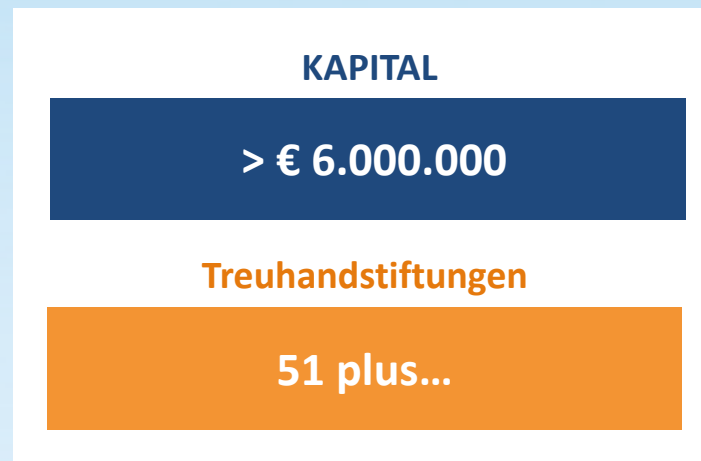 KAPITAL
> € 6.000.000
Treuhandstiftungen
51 plus…